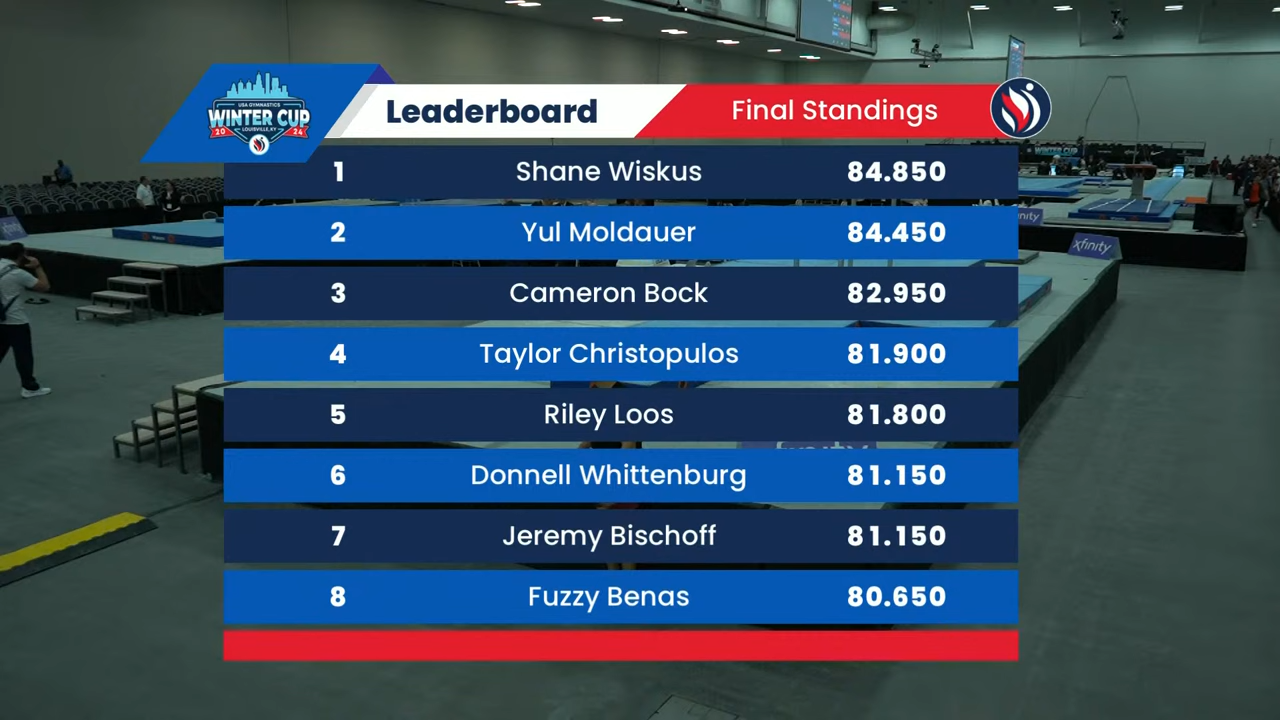 USA GYMNASTICS
WINTER CUP
LOUISVILLE, KY
20 24
Leaderboard
Final Standings
1 Shane Wiskus 84.850
2 Yul Moldauer 84.450
3 Cameron Bock 82.950
4 Taylor Christopulos 81.900
5 Riley Loos 81.800
6 Donnell Whittenburg 81.150
7 Jeremy Bischoff 81.150
8 Fuzzy Benas 80.650
WINTER CUP
xfinity